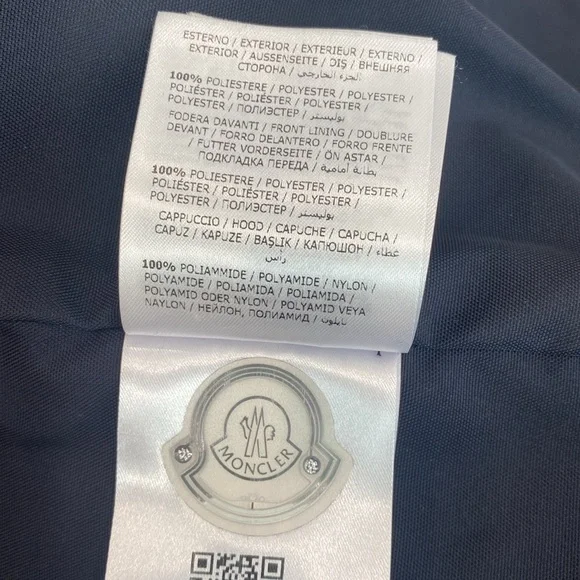 ESTERNO / EXTERIOR / EXTERIEUR / EXTERNO /
EXTERIOR / AUSSENSEITE / DIŞ / ВНЕШНЯЯ
СТОРОНА / الجزء الخارجي
100% POLIESTERE / POLYESTER / POLYESTER /
POLIÉSTER / POLIÉSTER / POLYESTER /
POLYESTER / ПОЛИЭСТЕР / بوليستر
FODERA DAVANTI / FRONT LINING / DOUBLURE
DEVANT / FORRO DELANTERO / FORRO FRENTE
/ FUTTER VORDERSEITE / ÖN ASTAR /
ПОДКЛАДКА ПЕРЕДА / بطانة أمامية
100% POLIESTERE / POLYESTER / POLYESTER /
POLIÉSTER / POLIÉSTER / POLYESTER /
POLYESTER / ПОЛИЭСТЕР / بوليستر
CAPPUCCIO / HOOD / CAPUCHE / CAPUCHA /
CAPUZ / KAPUZE / BAŞLIK / КАПЮШОН / غطاء
رأس
100% POLIAMMIDE / POLYAMIDE / NYLON /
POLYAMIDE / POLIAMIDA / POLIAMIDA /
POLYAMID ODER NYLON / POLYAMID VEYA
NAYLON / НЕЙЛОН, ПОЛИАМИД / نايلون
MONCLER